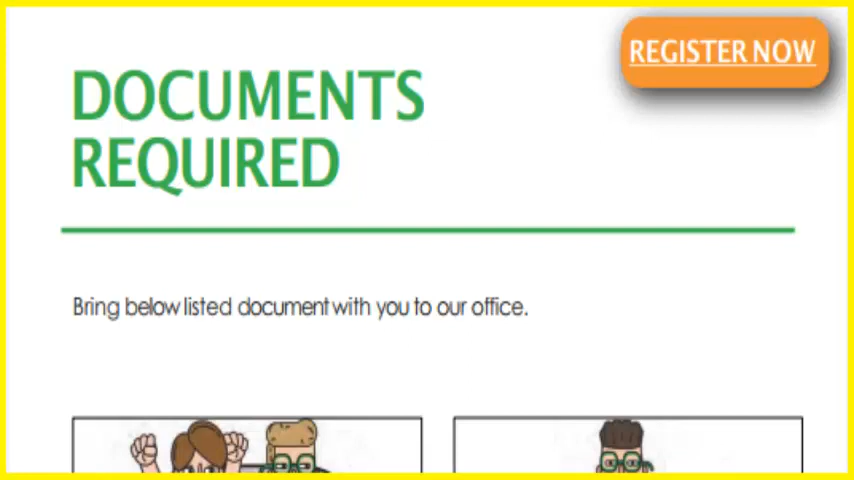 REGISTER NOW
DOCUMENTS
REQUIRED
Bring below listed document with you to our office.